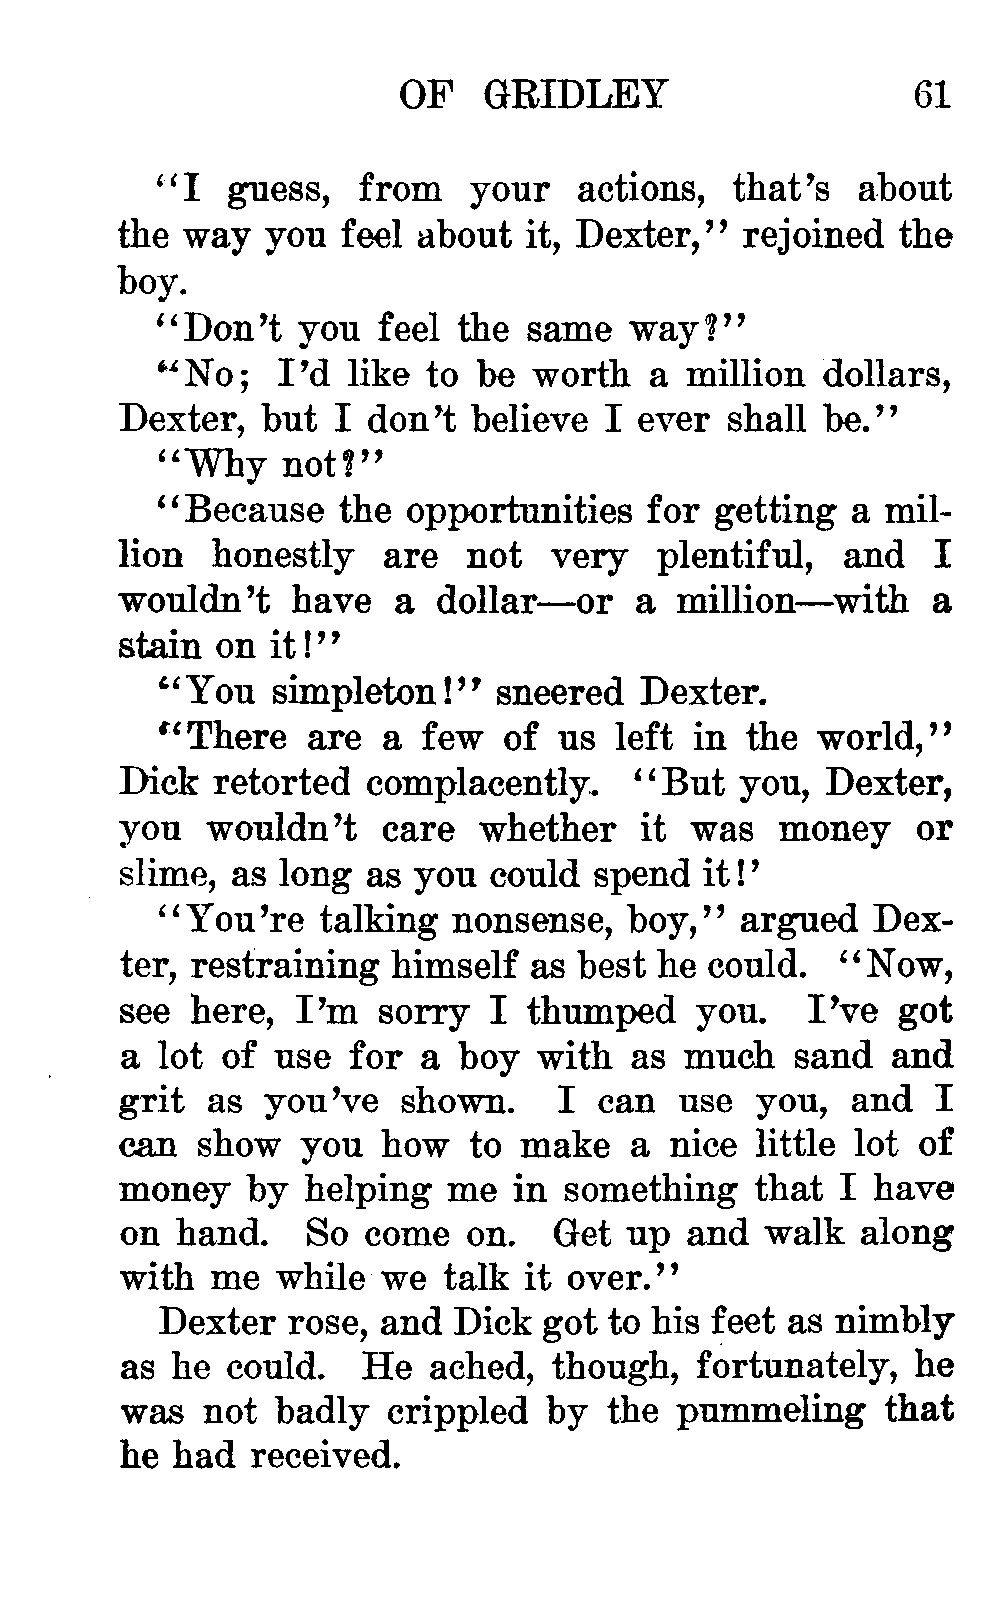 OF GRIDLEY 61
"I guess, from your actions, that's about
the way you feel about it, Dexter," rejoined the
boy.
"Don't you feel the same way?"
"No; I'd like to be worth a million dollars,
Dexter, but I don't believe I ever shall be."
"Why not?"
"Because the opportunities for getting a mil-
lion honestly are not very plentiful, and I
wouldn't have a dollar—or a million—with a
stain on it!"
"You simpleton!" sneered Dexter.
"There are a few of us left in the world,"
Dick retorted complacently. "But you, Dexter,
you wouldn't care whether it was money or
slime, as long as you could spend it!'
"You're talking nonsense, boy," argued Dex-
ter, restraining himself as best he could. "Now,
see here, I'm sorry I thumped you. I've got
a lot of use for a boy with as much sand and
grit as you've shown. I can use you, and I
can show you how to make a nice little lot of
money by helping me in something that I have
on hand. So come on. Get up and walk along
with me while we talk it over."
Dexter rose, and Dick got to his feet as nimbly
as he could. He ached, though, fortunately, he
was not badly crippled by the pummeling that
he had received.